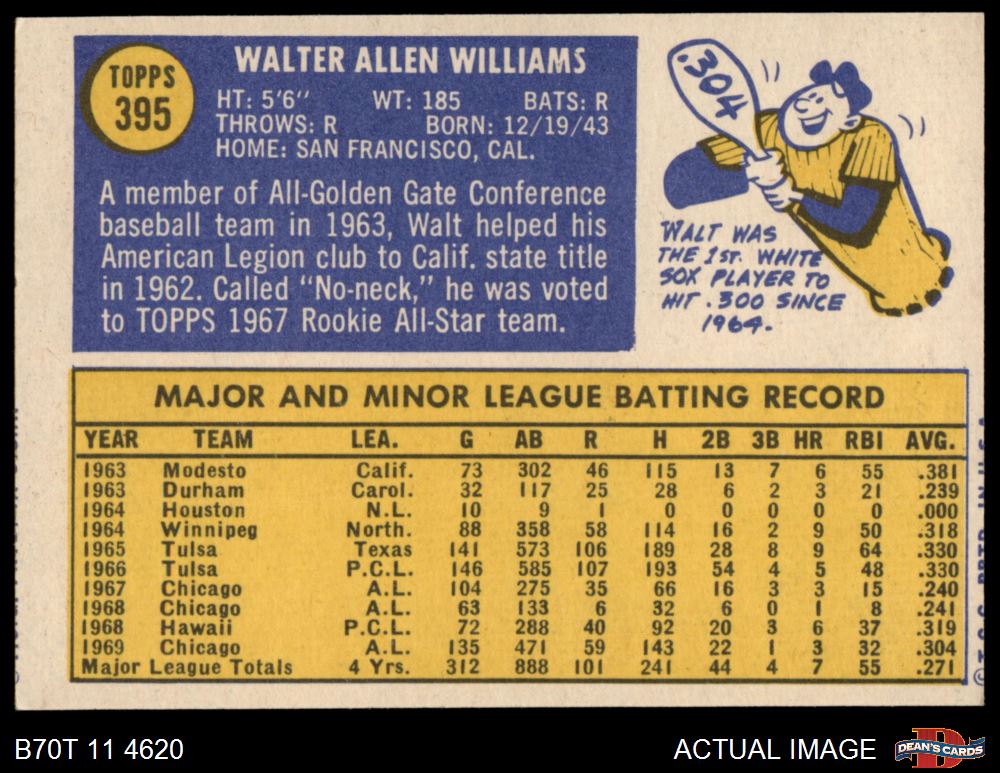 TOPPS
395
WALTER ALLEN WILLIAMS
HT: 5'6" WT: 185 BATS: R
THROWS: R BORN: 12/19/43
HOME: SAN FRANCISCO, CAL.
A member of All-Golden Gate Conference
baseball team in 1963, Walt helped his
American Legion club to Calif. state title
in 1962. Called "No-neck," he was voted
to TOPPS 1967 Rookie All-Star team.
.304
WALT WAS
THE 1ST. WHITE
SOX PLAYER TO
HIT .300 SINCE
1964.
MAJOR AND MINOR LEAGUE BATTING RECORD
YEAR TEAM LEA. G AB R H 2B 3B HR RBI AVG.
1963 Modesto Calif. 73 302 46 115 13 7 6 55 .381
1963 Durham Carol. 32 117 25 28 6 2 3 21 .239
1964 Houston N.L. 10 9 1 0 0 0 0 0 .000
1964 Winnipeg North. 88 358 58 114 16 2 9 50 .318
1965 Tulsa Texas 141 573 106 189 28 8 9 64 .330
1966 Tulsa P.C.L. 146 585 107 193 54 4 5 48 .330
1967 Chicago A.L. 104 275 35 66 16 3 3 15 .240
1968 Chicago A.L. 63 133 6 32 6 0 1 8 .241
1968 Hawaii P.C.L. 72 288 40 92 20 3 6 37 .319
1969 Chicago A.L. 135 471 59 143 22 1 3 32 .304
Major League Totals 4 Yrs. 312 888 101 241 44 4 7 55 .271
B70T 11 4620
ACTUAL IMAGE
DEAN'S CARDS